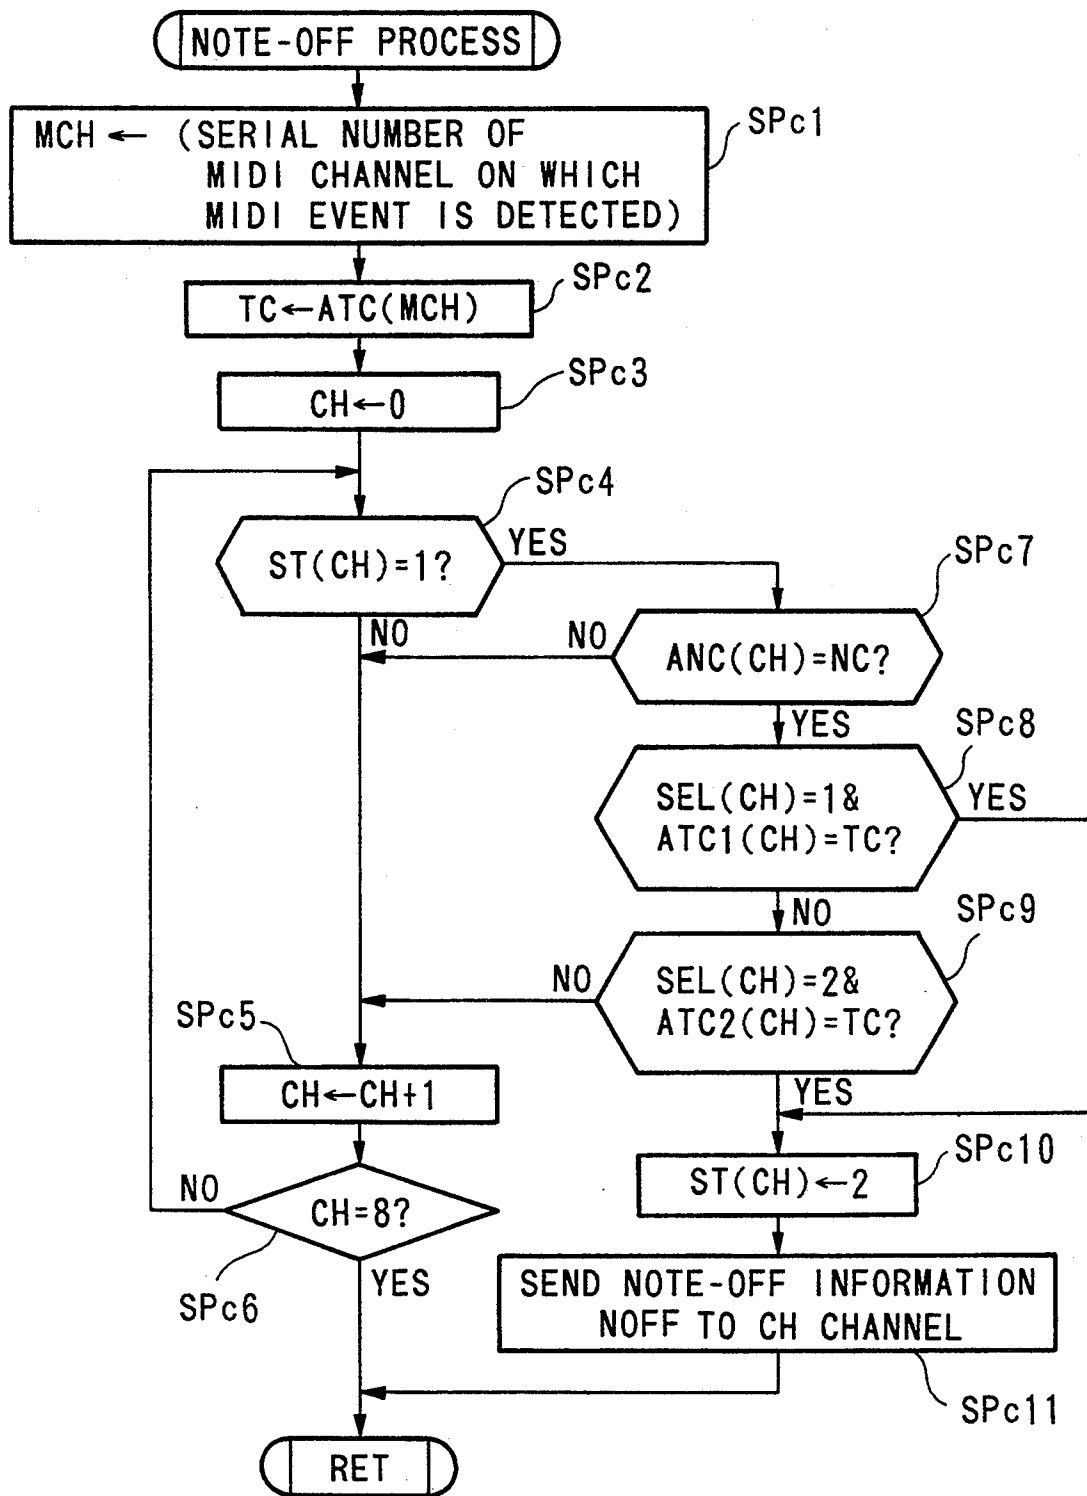 NOTE-OFF PROCESS
SPc1
MCH ← (SERIAL NUMBER OF
MIDI CHANNEL ON WHICH
MIDI EVENT IS DETECTED)
SPc2
TC←ATC(MCH)
SPc3
CH←0
SPc4
ST(CH)=1?
YES
NO
SPc7
ANC(CH)=NC?
NO
YES
SPc8
SEL(CH)=1&
ATC1(CH)=TC?
YES
NO
SPc9
SEL(CH)=2&
ATC2(CH)=TC?
NO
YES
SPc5
CH←CH+1
SPc6
CH=8?
NO
YES
SPc10
ST(CH)←2
SEND NOTE-OFF INFORMATION
NOFF TO CH CHANNEL
SPc11
RET